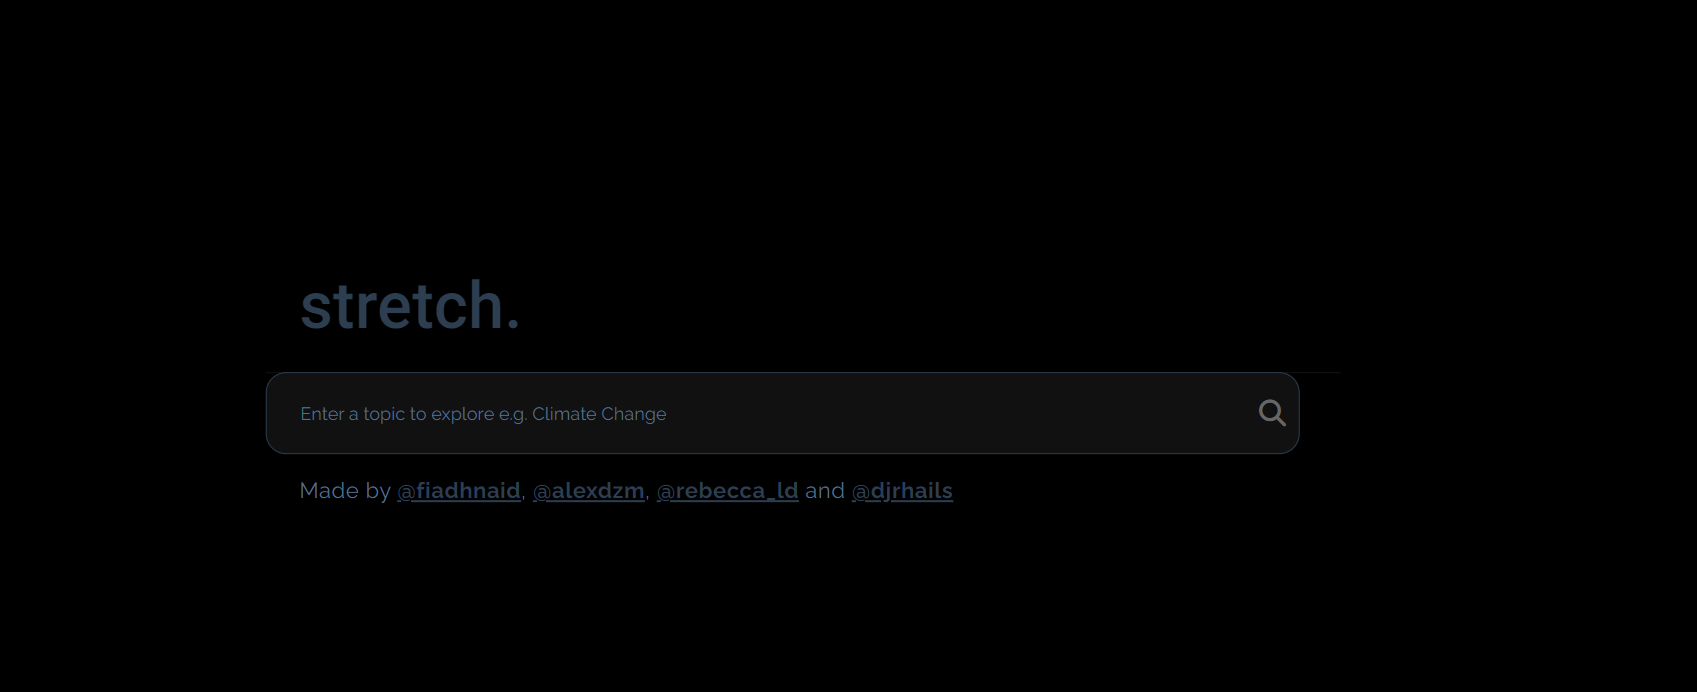 stretch.
Enter a topic to explore e.g. Climate Change
Made by @fiadhnaid, @alexdzm, @rebecca_ld and @djrhails